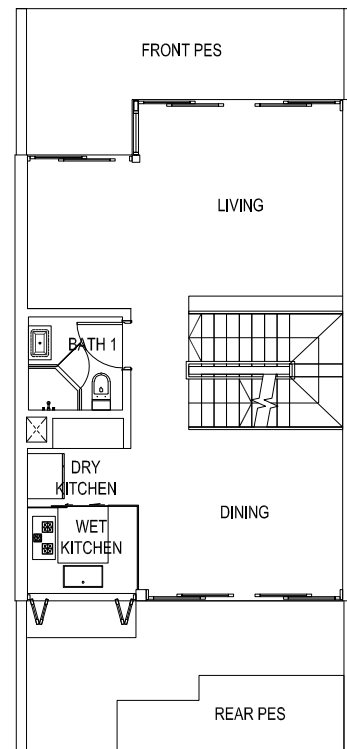 FRONT PES
LIVING
BATH 1
DRY
KITCHEN
WET
KITCHEN
DINING
REAR PES